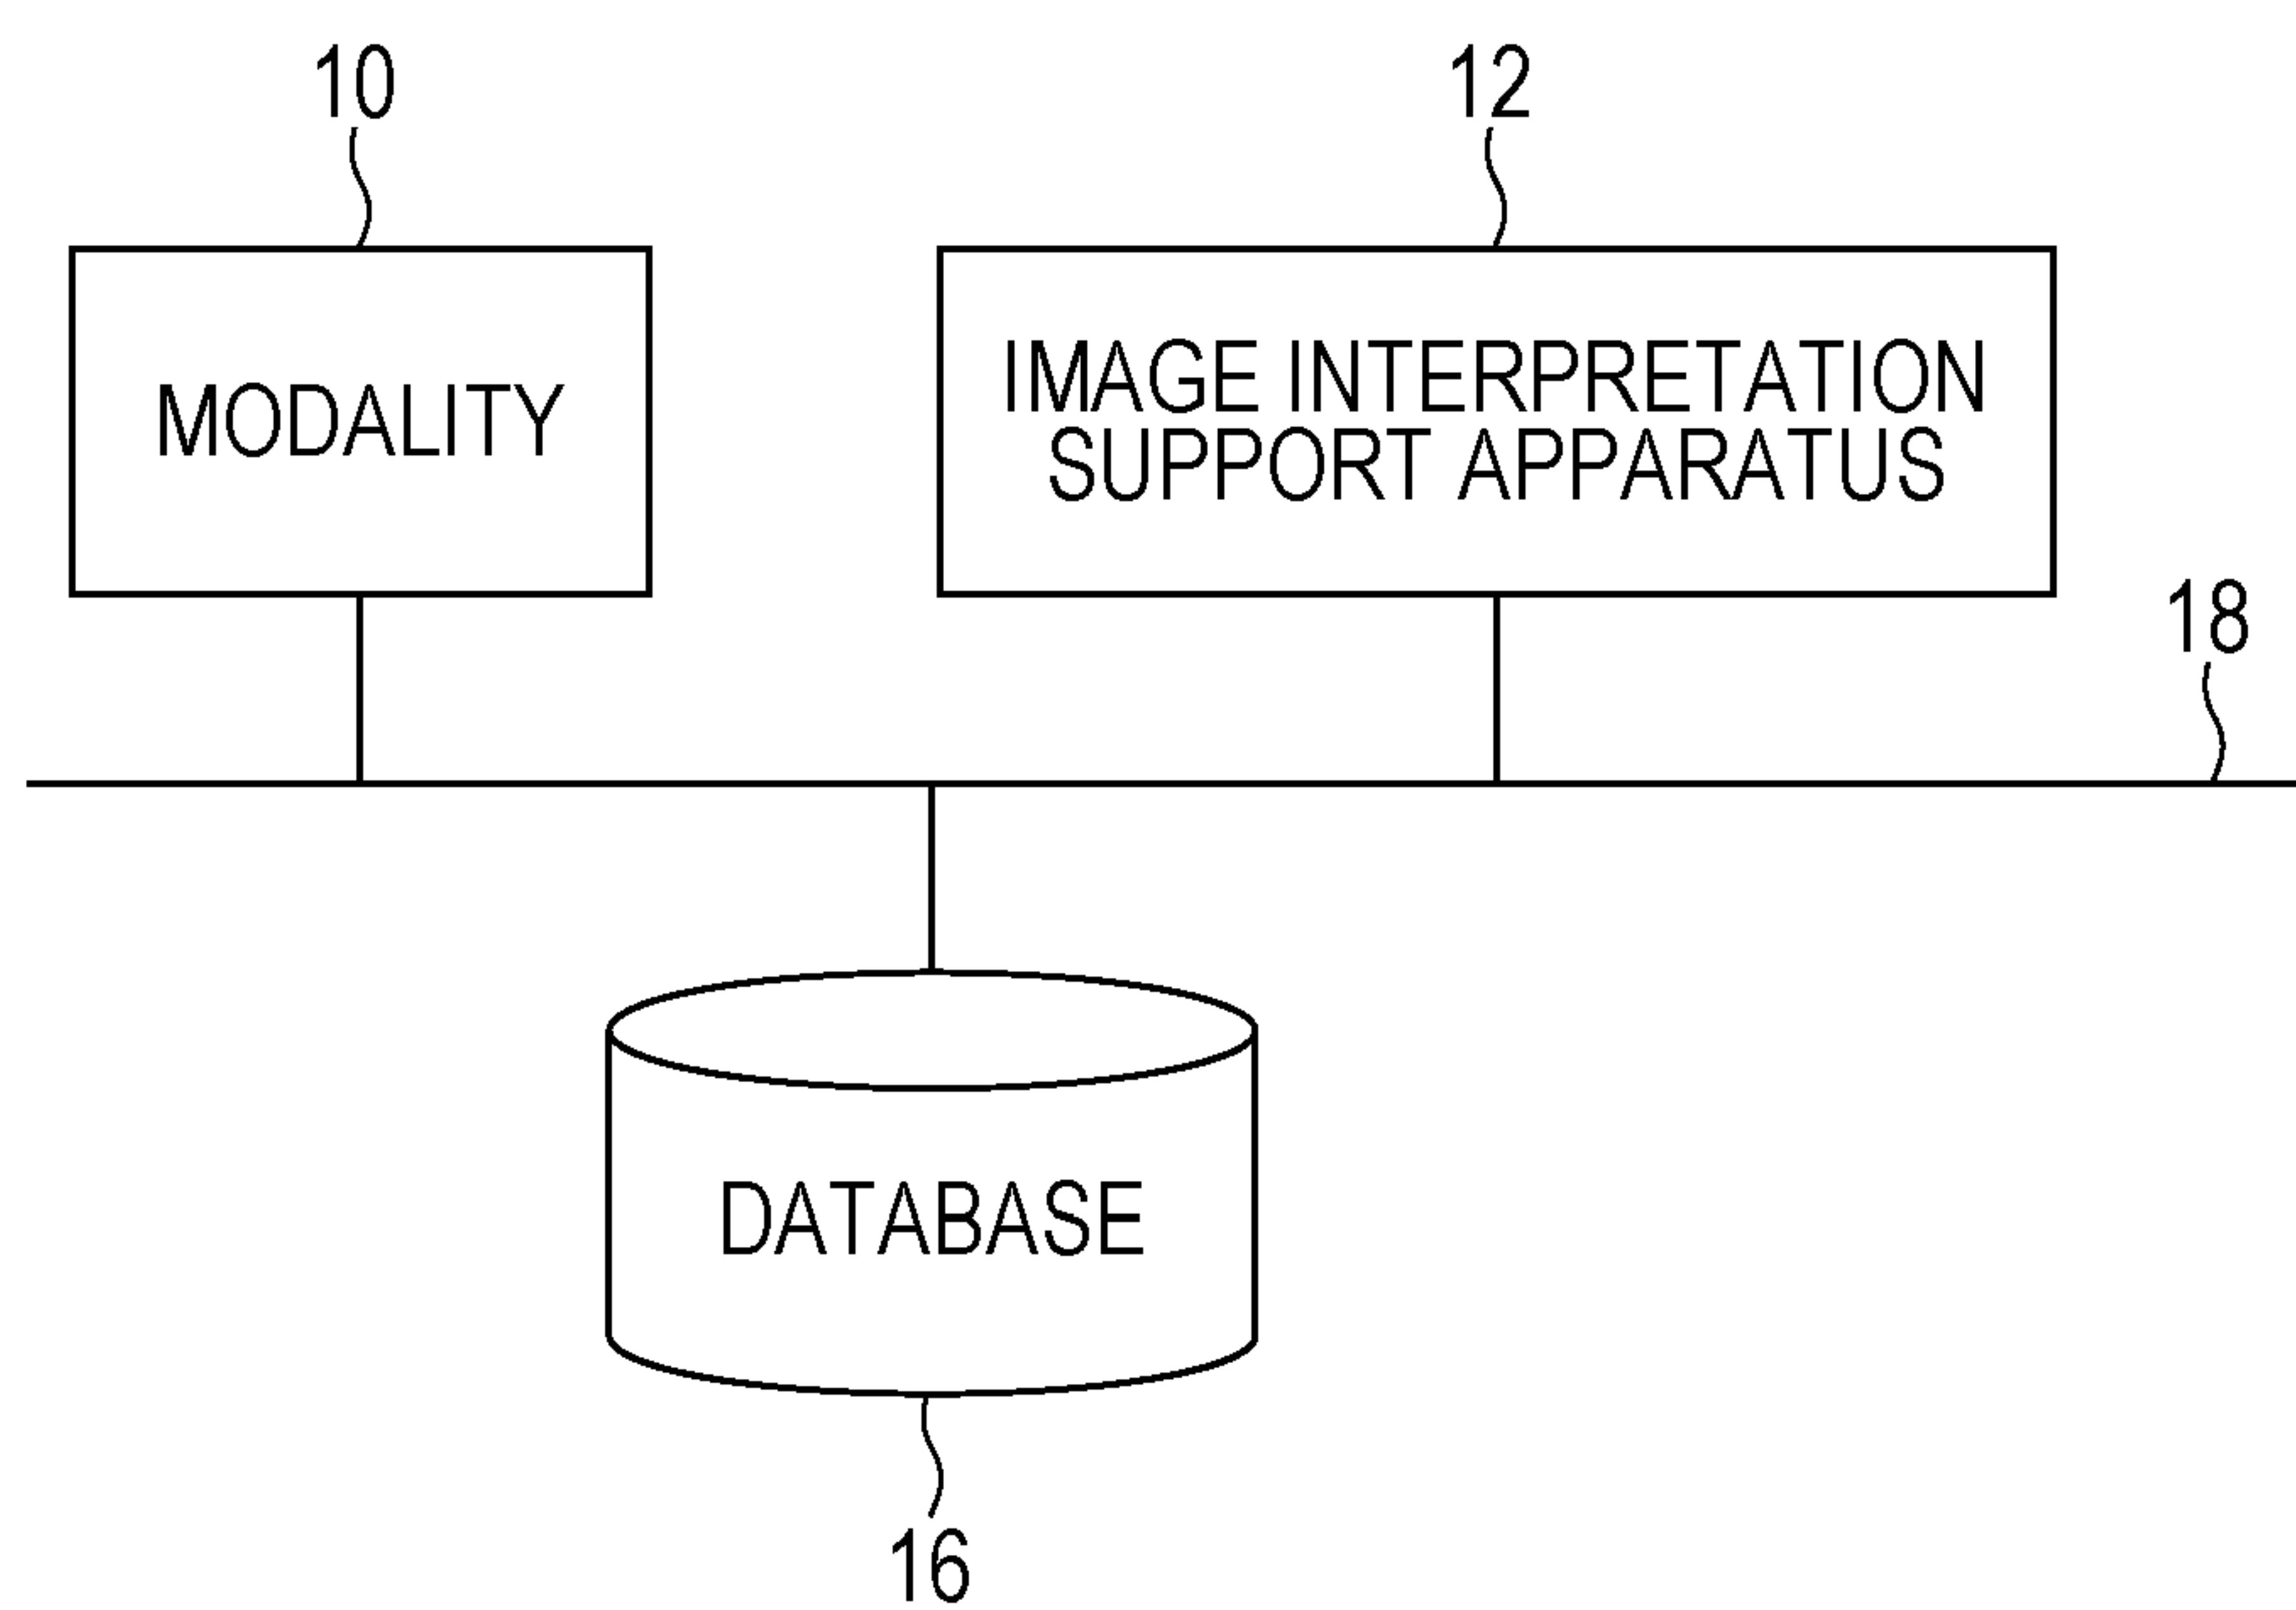 10
12
MODALITY
IMAGE INTERPRETATION
SUPPORT APPARATUS
18
DATABASE
16